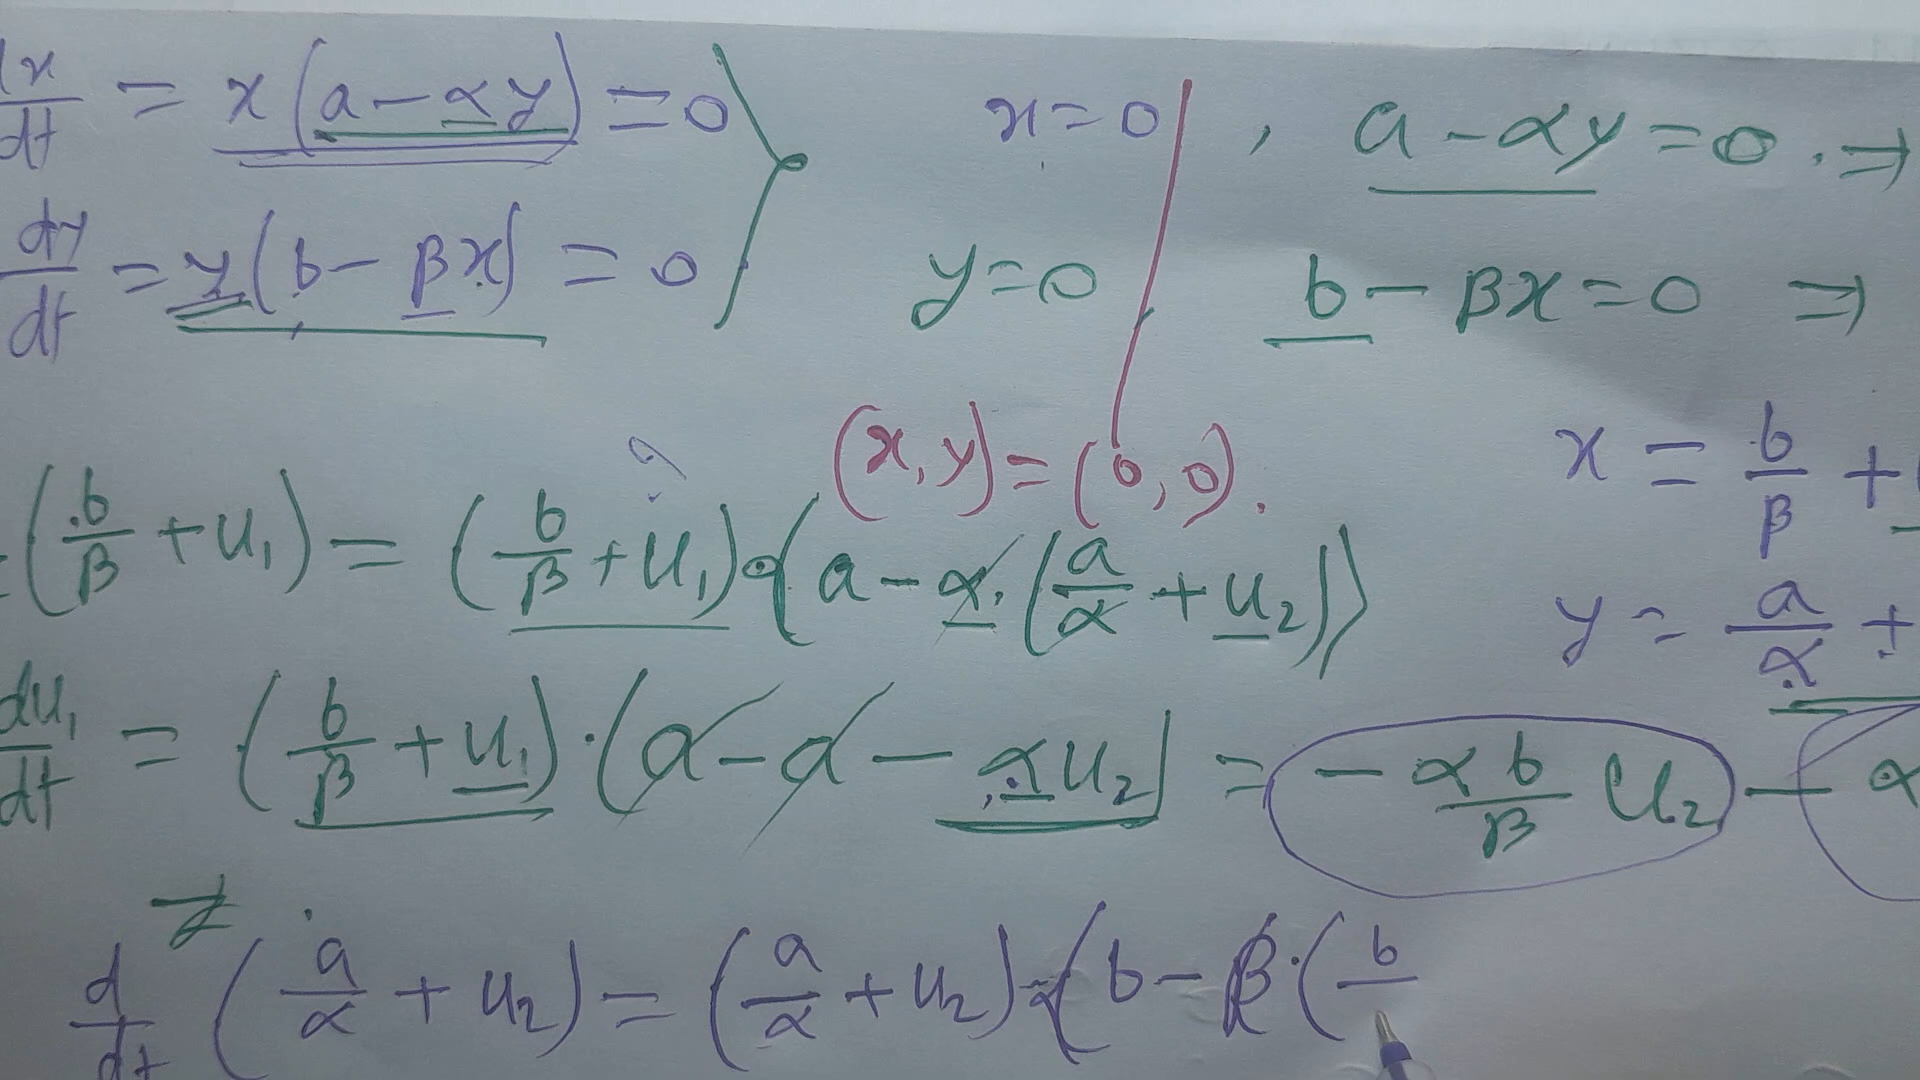 dx/dt = x(a - αy) = 0      x = 0 , a - αy = 0 . ⇒
dy/dt = y(b - βx) = 0      y = 0   b - βx = 0 ⇒
(x, y) = (0, 0).
x = b/β +
(b/β + u₁) = (b/β + u₁)·{a - α·(a/α + u₂)}
y = a/α +
du₁/dt = (b/β + u₁)·(a - a - αu₂) = - αb/β u₂ - α
d/dt (a/α + u₂) = (a/α + u₂)·(b - β·(b/